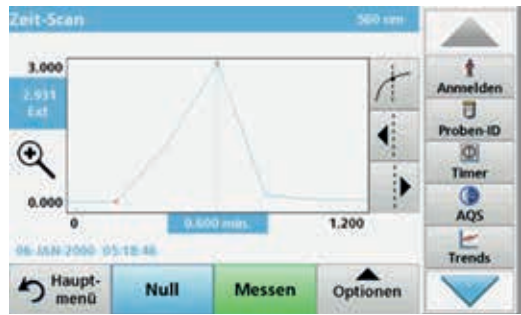 Zeit-Scan
560 nm
3.000
2.931
Ext
0.000
0
0.600 min.
1.200
06-JAN-2000 05:18:46
Haupt-
menü
Null
Messen
Optionen
Anmelden
Proben-ID
Timer
AQS
Trends